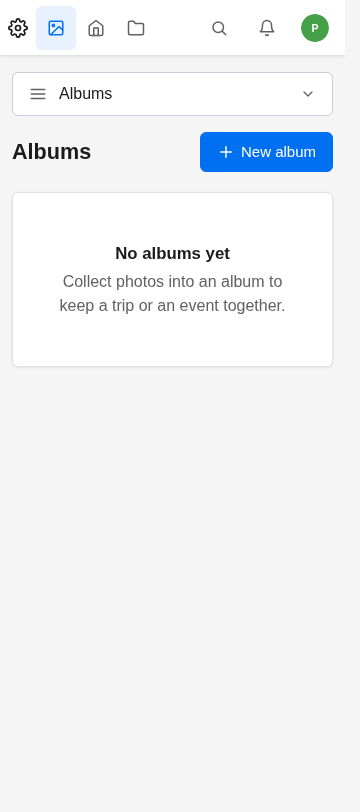 P
Albums
Albums
New album
No albums yet
Collect photos into an album to
keep a trip or an event together.